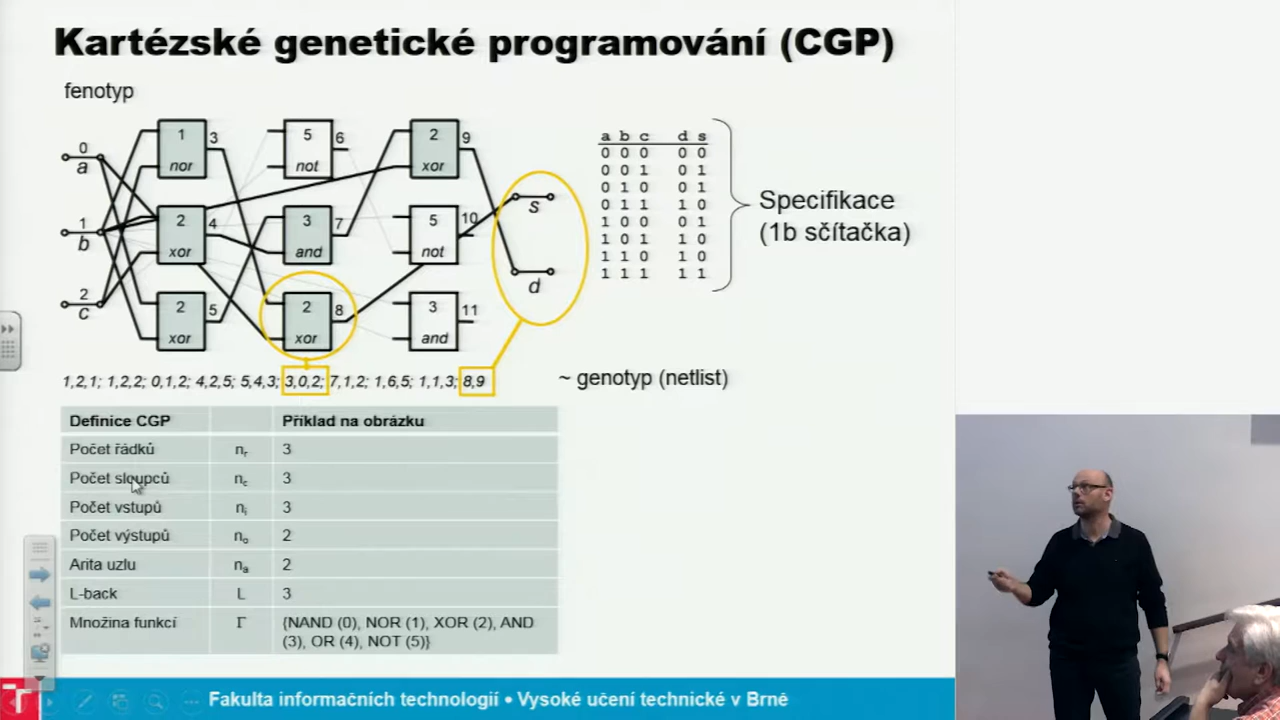 Kartézské genetické programování (CGP)
fenotyp
0
a
1
b
2
c
1
nor
3
2
xor
4
2
xor
5
5
not
6
3
and
7
2
xor
8
2
xor
9
5
not
10
3
and
11
s
d
a b c d s
0 0 0 0 0
0 0 1 0 1
0 1 0 0 1
0 1 1 1 0
1 0 0 0 1
1 0 1 1 0
1 1 0 1 0
1 1 1 1 1
Specifikace
(1b sčítačka)
1,2,1; 1,2,2; 0,1,2; 4,2,5; 5,4,3; 3,0,2; 7,1,2; 1,6,5; 1,1,3; 8,9
~ genotyp (netlist)
Definice CGP Příklad na obrázku
Počet řádků nr 3
Počet sloupců nc 3
Počet vstupů ni 3
Počet výstupů no 2
Arita uzlu na 2
L-back L 3
Množina funkcí Γ {NAND (0), NOR (1), XOR (2), AND
(3), OR (4), NOT (5)}
Fakulta informačních technologií • Vysoké učení technické v Brně